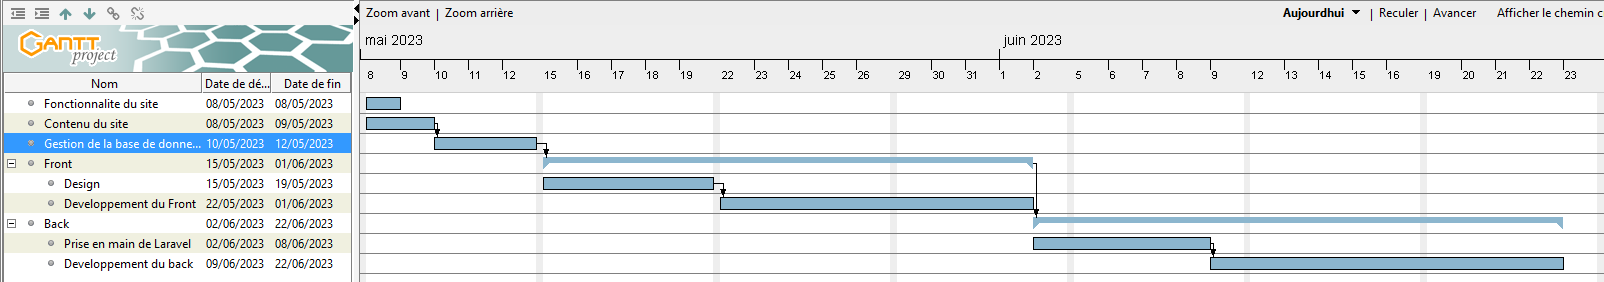 Zoom avant | Zoom arrière Aujourdhui | Reculer | Avancer Afficher le chemin c
GANTT project
mai 2023 juin 2023
Nom Date de dé... Date de fin 8 9 10 11 12 15 16 17 18 19 22 23 24 25 26 29 30 31 1 2 5 6 7 8 9 12 13 14 15 16 19 20 21 22 23
Fonctionnalite du site 08/05/2023 08/05/2023
Contenu du site 08/05/2023 09/05/2023
Gestion de la base de donne... 10/05/2023 12/05/2023
Front 15/05/2023 01/06/2023
Design 15/05/2023 19/05/2023
Developpement du Front 22/05/2023 01/06/2023
Back 02/06/2023 22/06/2023
Prise en main de Laravel 02/06/2023 08/06/2023
Developpement du back 09/06/2023 22/06/2023